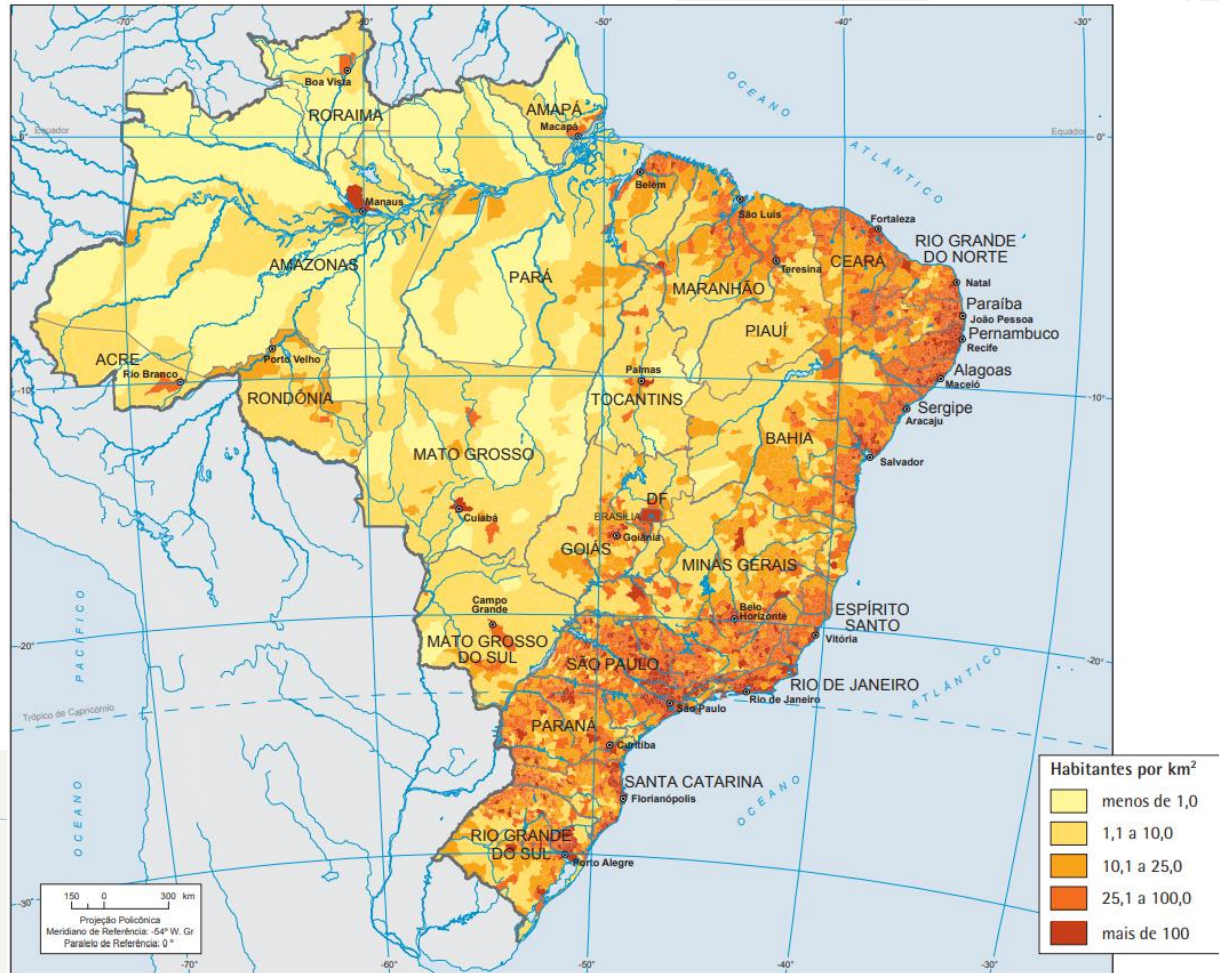 -70°
-60°
-50°
-40°
-30°
OCEANO
ATLÂNTICO
Boa Vista
RORAIMA
AMAPÁ
Macapá
Equador
0°
Equador
0°
Belém
Manaus
São Luís
Fortaleza
RIO GRANDE
DO NORTE
AMAZONAS
PARÁ
CEARÁ
Teresina
MARANHÃO
Natal
Paraíba
João Pessoa
PIAUÍ
Pernambuco
Recife
ACRE
Porto Velho
Rio Branco
Palmas
Alagoas
Maceió
-10°
RONDÔNIA
TOCANTINS
-10°
Sergipe
Aracaju
BAHIA
MATO GROSSO
Salvador
DF
BRASÍLIA
Cuiabá
Goiânia
GOIÁS
MINAS GERAIS
Campo
Grande
Belo
Horizonte
ESPÍRITO
SANTO
Vitória
MATO GROSSO
DO SUL
-20°
-20°
SÃO PAULO
RIO DE JANEIRO
Rio de Janeiro
São Paulo
OCEANO
PACÍFICO
ATLÂNTICO
Trópico de Capricórnio
PARANÁ
Curitiba
SANTA CATARINA
Florianópolis
OCEANO
RIO GRANDE
DO SUL
Porto Alegre
-30°
150 0 300 km
Projeção Policônica
Meridiano de Referência: -54° W. Gr
Paralelo de Referência: 0 °
-70°
-60°
-50°
-40°
-30°
Habitantes por km²
menos de 1,0
1,1 a 10,0
10,1 a 25,0
25,1 a 100,0
mais de 100